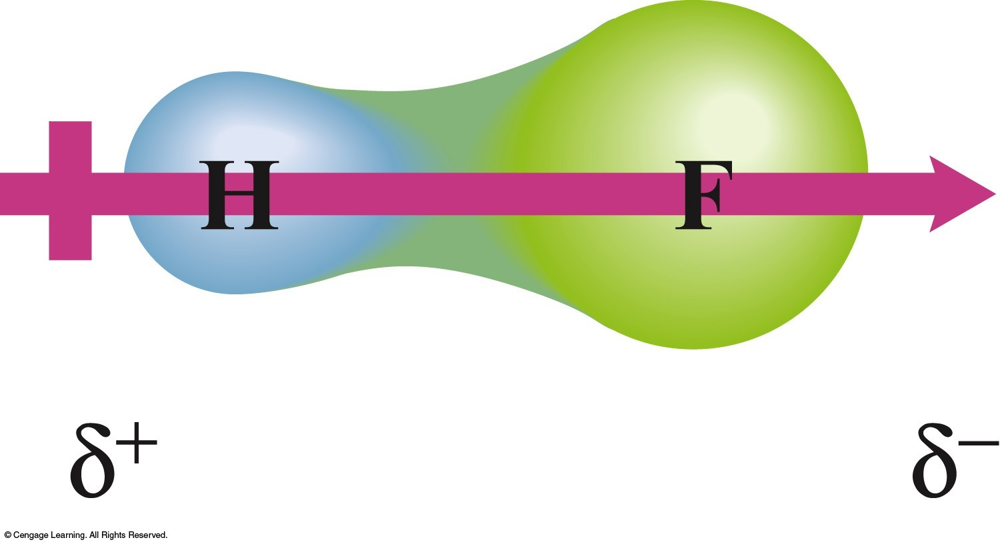 H F
δ+ δ−
© Cengage Learning. All Rights Reserved.